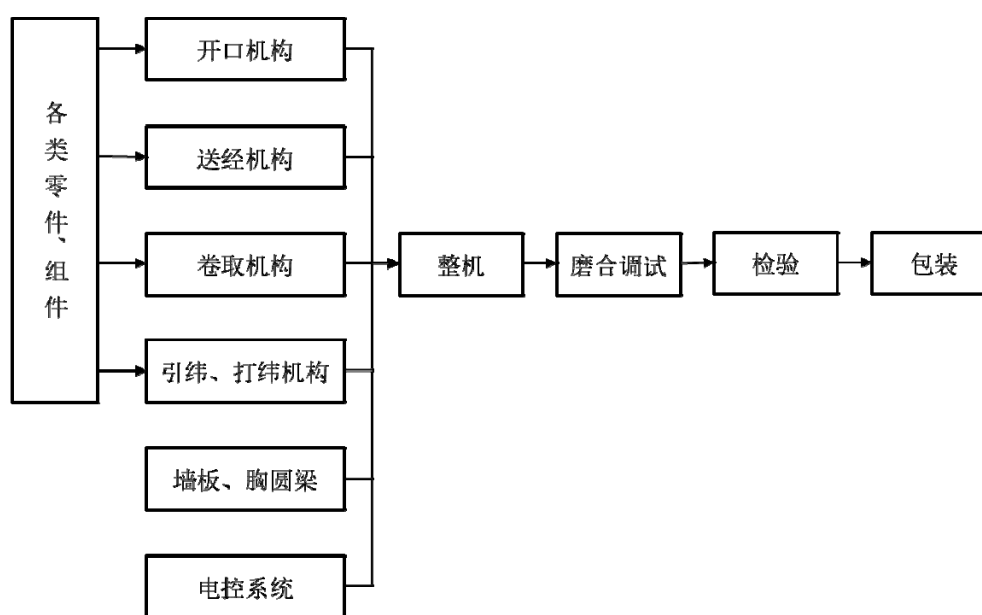 各类零件、组件
开口机构
送经机构
卷取机构
引纬、打纬机构
墙板、胸圆梁
电控系统
整机
磨合调试
检验
包装